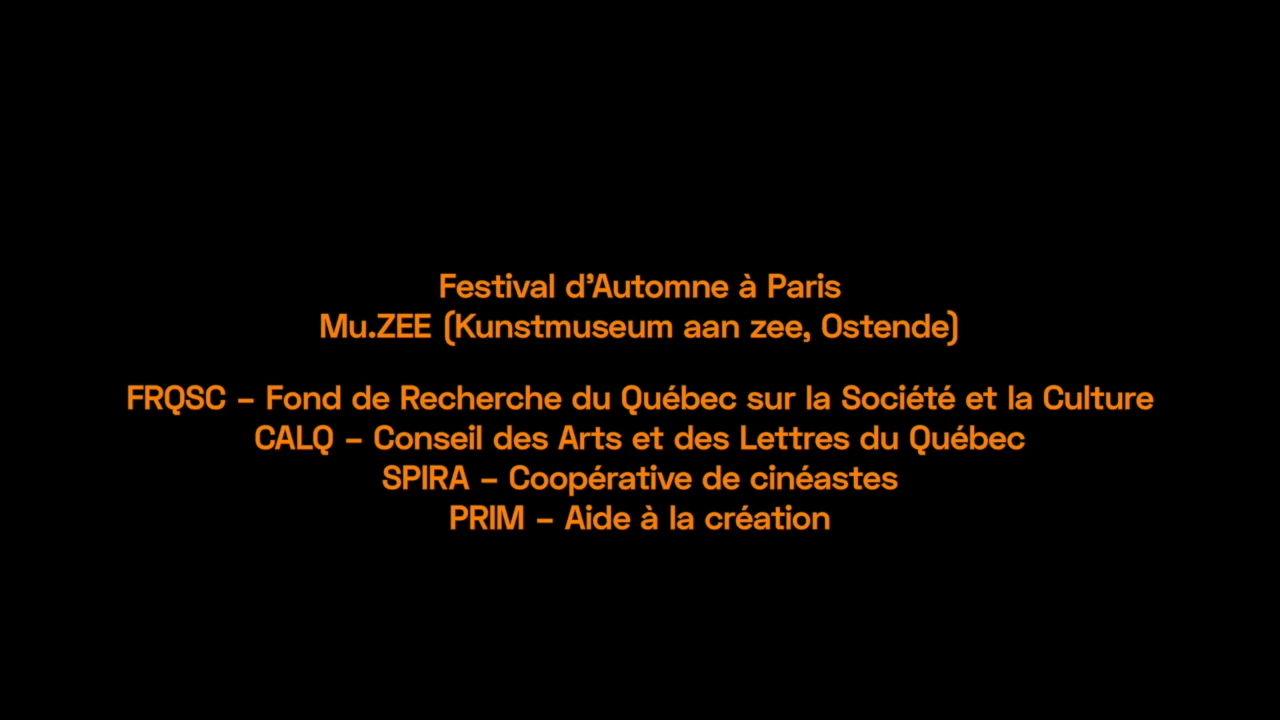 Festival d’Automne à Paris
Mu.ZEE (Kunstmuseum aan zee, Ostende)
FRQSC – Fond de Recherche du Québec sur la Société et la Culture
CALQ – Conseil des Arts et des Lettres du Québec
SPIRA – Coopérative de cinéastes
PRIM – Aide à la création